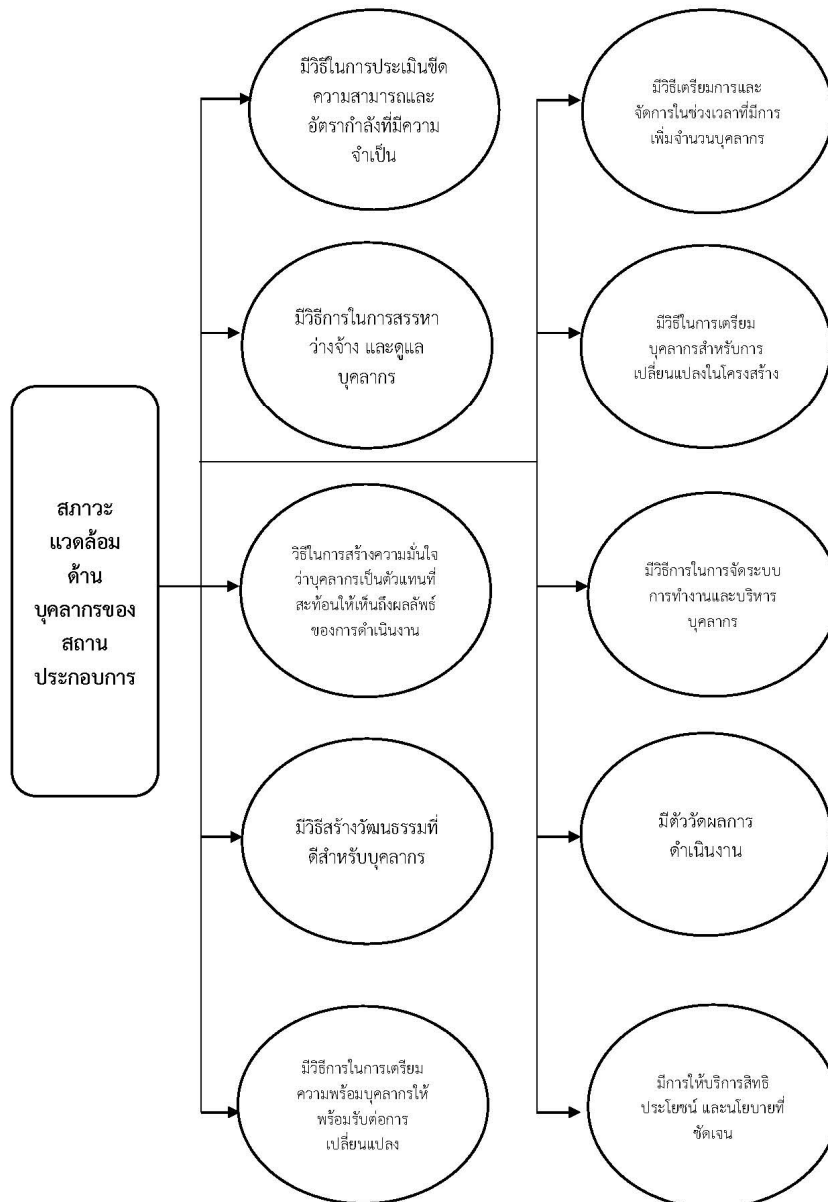 สภาวะ
แวดล้อม
ด้าน
บุคลากรของ
สถาน
ประกอบการ
มีวิธีในการประเมินขีด
ความสามารถและ
อัตรากำลังที่มีความ
จำเป็น
มีวิธีการในการสรรหา
ว่างจ้าง และดูแล
บุคลากร
วิธีในการสร้างความมั่นใจ
ว่าบุคลากรเป็นตัวแทนที่
สะท้อนให้เห็นถึงผลลัพธ์
ของการดำเนินงาน
มีวิธีสร้างวัฒนธรรมที่
ดีสำหรับบุคลากร
มีวิธีการในการเตรียม
ความพร้อมบุคลากรให้
พร้อมรับต่อการ
เปลี่ยนแปลง
มีวิธีเตรียมการและ
จัดการในช่วงเวลาที่มีการ
เพิ่มจำนวนบุคลากร
มีวิธีในการเตรียม
บุคลากรสำหรับการ
เปลี่ยนแปลงในโครงสร้าง
มีวิธีการในการจัดระบบ
การทำงานและบริหาร
บุคลากร
มีตัววัดผลการ
ดำเนินงาน
มีการให้บริการสิทธิ
ประโยชน์ และนโยบายที่
ชัดเจน